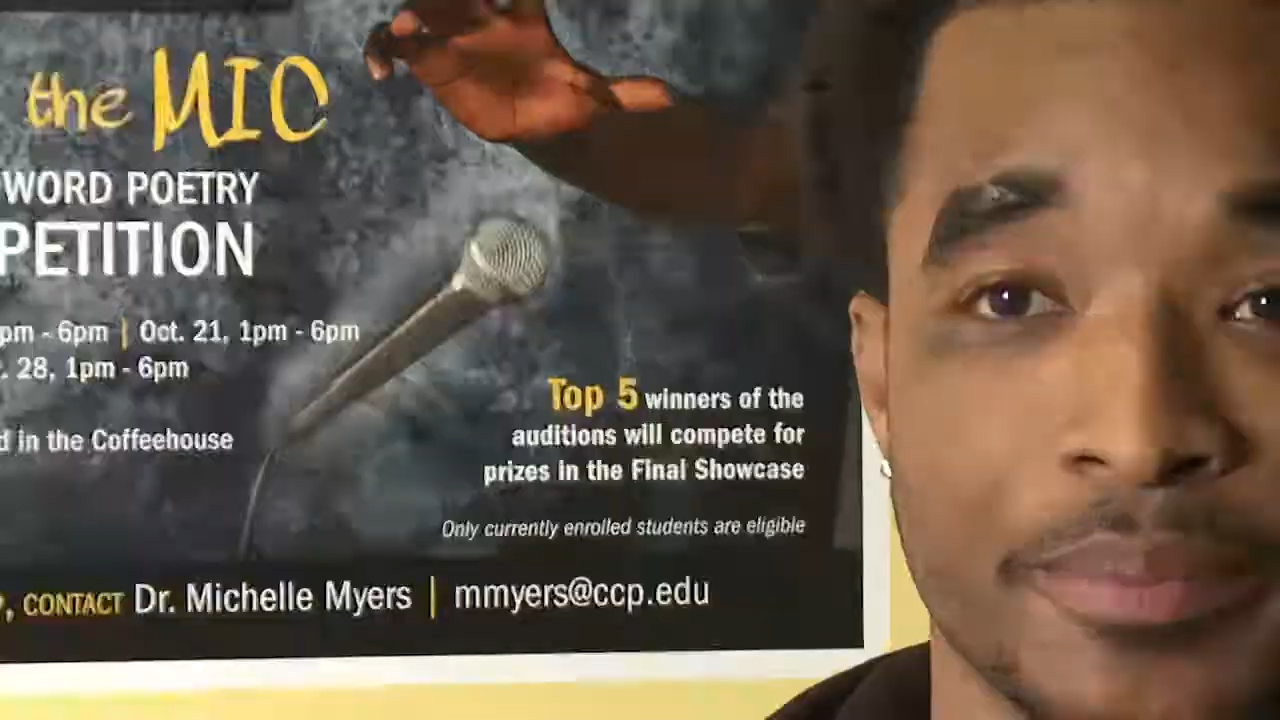 the MIC
WORD POETRY
PETITION
pm - 6pm | Oct. 21, 1pm - 6pm
. 28, 1pm - 6pm
d in the Coffeehouse
Top 5 winners of the
auditions will compete for
prizes in the Final Showcase
Only currently enrolled students are eligible
, CONTACT Dr. Michelle Myers | mmyers@ccp.edu